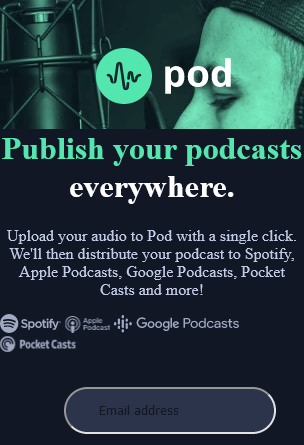 pod
Publish your podcasts
everywhere.
Upload your audio to Pod with a single click.
We'll then distribute your podcast to Spotify,
Apple Podcasts, Google Podcasts, Pocket
Casts and more!
Spotify Apple Podcast Google Podcasts
Pocket Casts
Email address